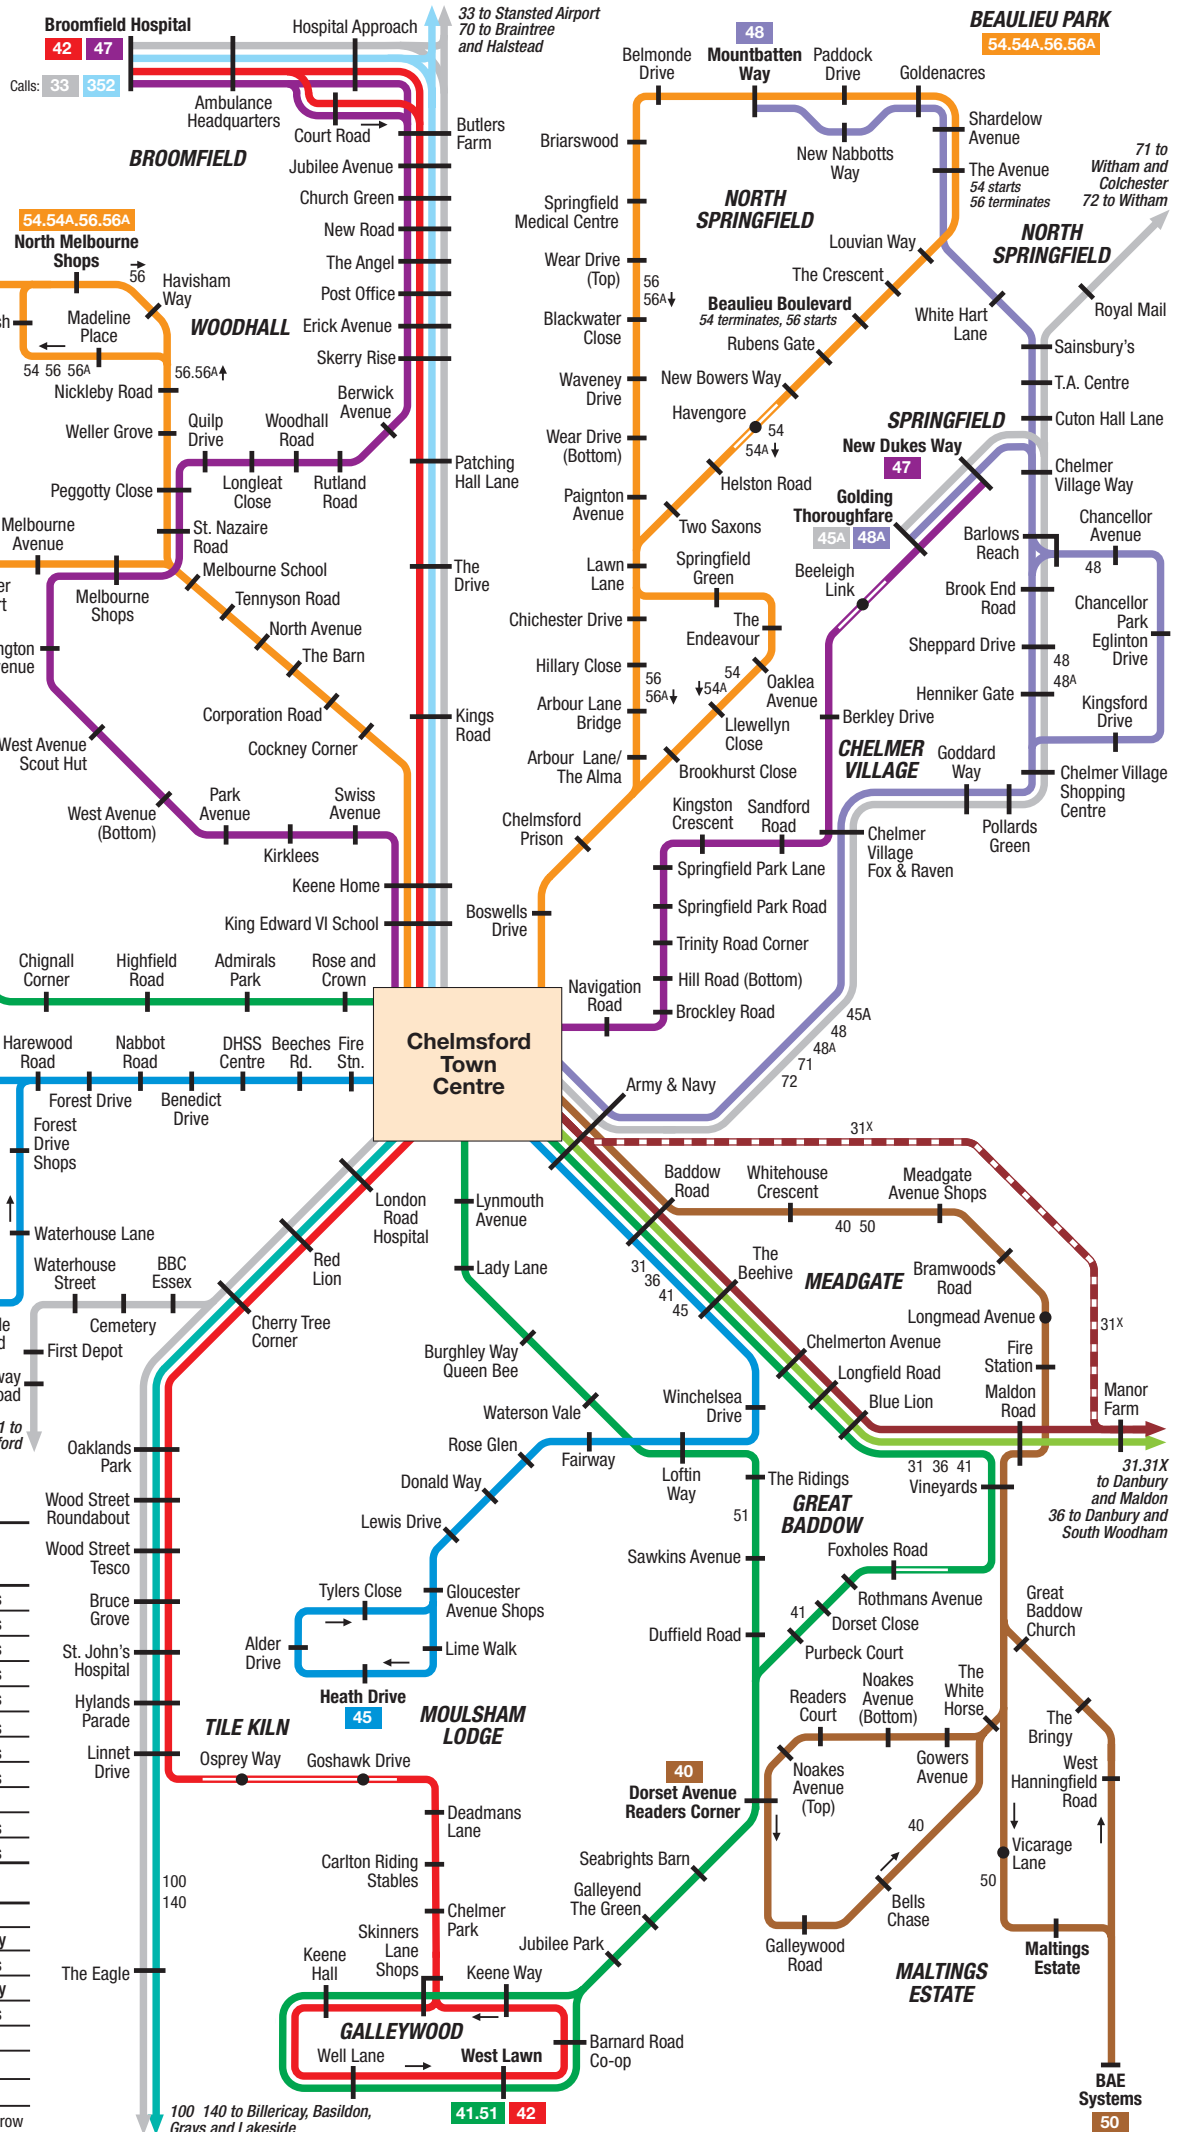 33 to Stansted Airport
70 to Braintree
and Halstead
Broomfield Hospital
42 47
Calls: 33 352
Hospital Approach
Ambulance
Headquarters
Court Road
BROOMFIELD
Butlers
Farm
Jubilee Avenue
Church Green
New Road
The Angel
Post Office
Erick Avenue
Skerry Rise
Berwick
Avenue
Patching
Hall Lane
The
Drive
Kings
Road
Keene Home
King Edward VI School
54.54A.56.56A
North Melbourne
Shops
56
Havisham
Way
WOODHALL
Madeline
Place
54 56 56A
56.56A
Nickleby Road
Weller Grove
Peggotty Close
Quilp
Drive
Longleat
Close
Woodhall
Road
Rutland
Road
St. Nazaire
Road
Melbourne
Avenue
Melbourne
Shops
Melbourne School
Tennyson Road
North Avenue
The Barn
Corporation Road
Cockney Corner
West Avenue
Scout Hut
West Avenue
(Bottom)
Park
Avenue
Kirklees
Swiss
Avenue
BEAULIEU PARK
54.54A.56.56A
48
Mountbatten
Way
Belmonde
Drive
Paddock
Drive
Goldenacres
New Nabbotts
Way
Shardelow
Avenue
The Avenue
54 starts
56 terminates
Briarswood
Springfield
Medical Centre
Wear Drive
(Top)
56
56A
Blackwater
Close
Waveney
Drive
Wear Drive
(Bottom)
Paignton
Avenue
Lawn
Lane
Chichester Drive
Hillary Close
56
56A
Arbour Lane
Bridge
Arbour Lane/
The Alma
NORTH
SPRINGFIELD
Louvian Way
The Crescent
Beaulieu Boulevard
54 terminates, 56 starts
Rubens Gate
New Bowers Way
Havengore
54
54A
Helston Road
Two Saxons
Springfield
Green
The
Endeavour
54
54A
Oaklea
Avenue
Llewellyn
Close
Brookhurst Close
Chelmsford
Prison
Boswells
Drive
71 to
Witham and
Colchester
72 to Witham
NORTH
SPRINGFIELD
Royal Mail
White Hart
Lane
Sainsbury's
T.A. Centre
Cuton Hall Lane
SPRINGFIELD
New Dukes Way
47
Golding
Thoroughfare
45A 48A
Chelmer
Village Way
Barlows
Reach
Chancellor
Avenue
48
Beeleigh
Link
Brook End
Road
Chancellor
Park
Eglinton
Drive
Sheppard Drive
48
48A
Henniker Gate
Kingsford
Drive
Berkley Drive
CHELMER
VILLAGE
Goddard
Way
Pollards
Green
Chelmer Village
Shopping
Centre
Kingston
Crescent
Sandford
Road
Chelmer
Village
Fox & Raven
Springfield Park Lane
Springfield Park Road
Trinity Road Corner
Hill Road (Bottom)
Brockley Road
Navigation
Road
45A
48
48A
71
72
Chignall
Corner
Highfield
Road
Admirals
Park
Rose and
Crown
Chelmsford
Town
Centre
Harewood
Road
Forest Drive
Nabbot
Road
Benedict
Drive
DHSS
Centre
Beeches
Rd.
Fire
Stn.
Forest
Drive
Shops
Waterhouse Lane
Waterhouse
Street
BBC
Essex
Cemetery
First Depot
London
Road
Hospital
Red
Lion
Cherry Tree
Corner
Lynmouth
Avenue
Lady Lane
Burghley Way
Queen Bee
Waterson Vale
Army & Navy
31X
Baddow
Road
Whitehouse
Crescent
Meadgate
Avenue Shops
40 50
31
36
41
45
The
Beehive
MEADGATE
Bramwoods
Road
Longmead Avenue
31X
Chelmerton Avenue
Longfield Road
Fire
Station
Blue Lion
Maldon
Road
Manor
Farm
Winchelsea
Drive
Rose Glen
Fairway
Loftin
Way
Donald Way
Lewis Drive
The Ridings
31 36 41
Vineyards
31.31X
to Danbury
and Maldon
36 to Danbury and
South Woodham
GREAT
BADDOW
51
Sawkins Avenue
Foxholes Road
Rothmans Avenue
Dorset Close
41
Purbeck Court
Duffield Road
Great
Baddow
Church
Oaklands
Park
Wood Street
Roundabout
Wood Street
Tesco
Bruce
Grove
St. John's
Hospital
Hylands
Parade
Linnet
Drive
Tylers Close
Gloucester
Avenue Shops
Alder
Drive
Lime Walk
Heath Drive
45
MOULSHAM
LODGE
TILE KILN
Osprey Way
Goshawk Drive
Deadmans
Lane
Carlton Riding
Stables
Chelmer
Park
Skinners
Lane
Shops
Keene
Hall
Keene Way
100
140
The Eagle
GALLEYWOOD
Well Lane
West Lawn
Barnard Road
Co-op
41.51 42
100 140 to Billericay, Basildon,
Grays and Lakeside
40
Dorset Avenue
Readers Corner
Seabrights Barn
Galleyend
The Green
Jubilee Park
Readers
Court
Noakes
Avenue
(Bottom)
The
White
Horse
Noakes
Avenue
(Top)
Gowers
Avenue
40
Bells
Chase
Galleywood
Road
The
Bringy
West
Hanningfield
Road
Vicarage
Lane
50
Maltings
Estate
MALTINGS
ESTATE
BAE
Systems
50